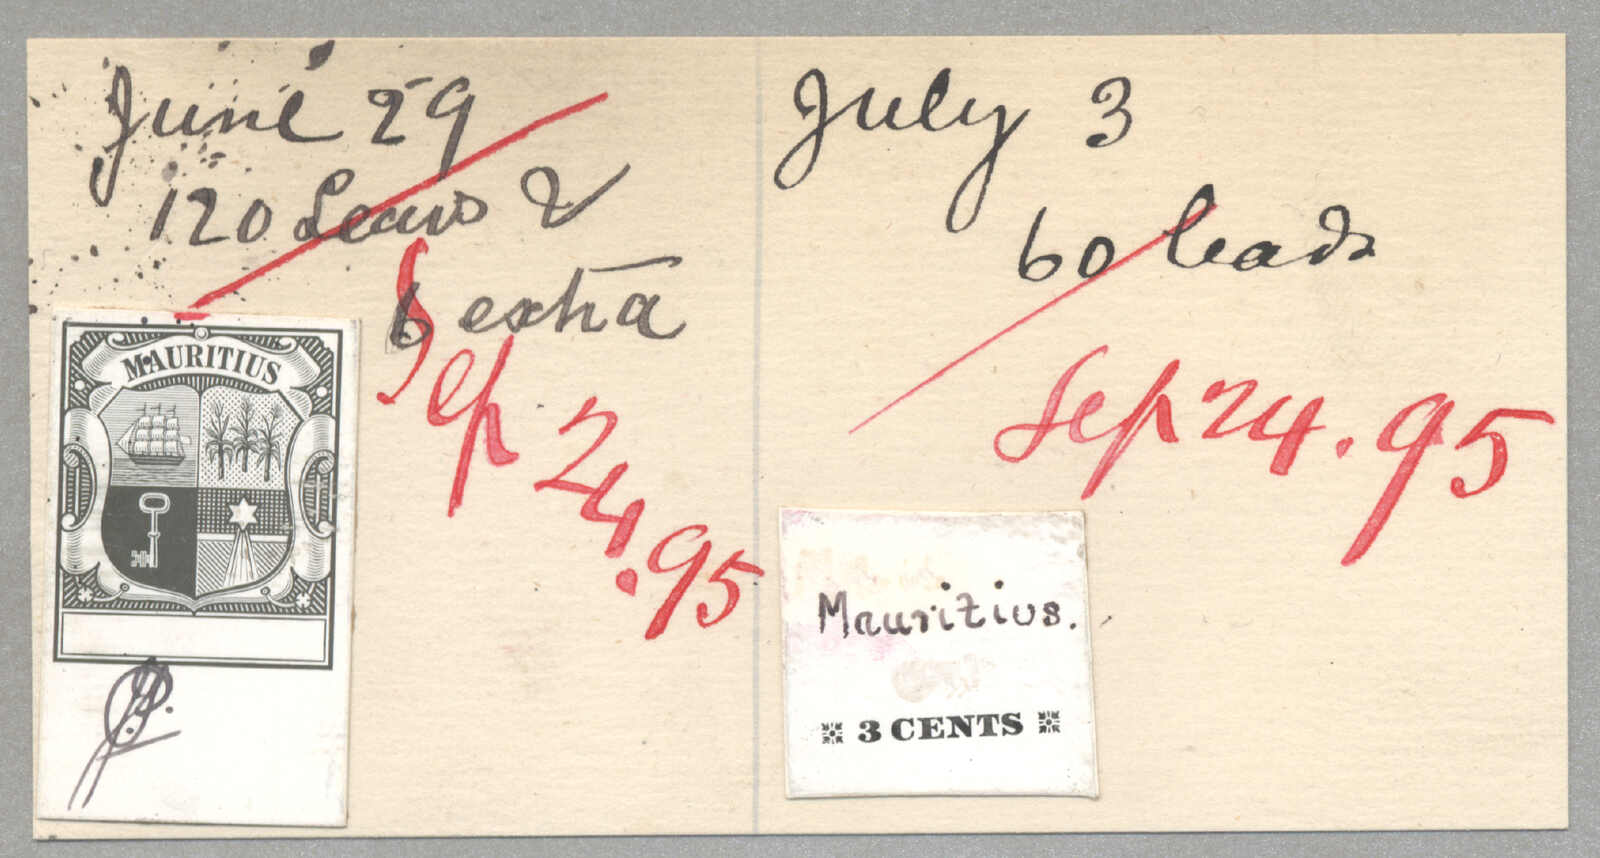 June 29
120 Leads &
6 extra
Sep 24.95
MAURITIUS
July 3
60 leads
Sep 24.95
Mauritius.
3 CENTS